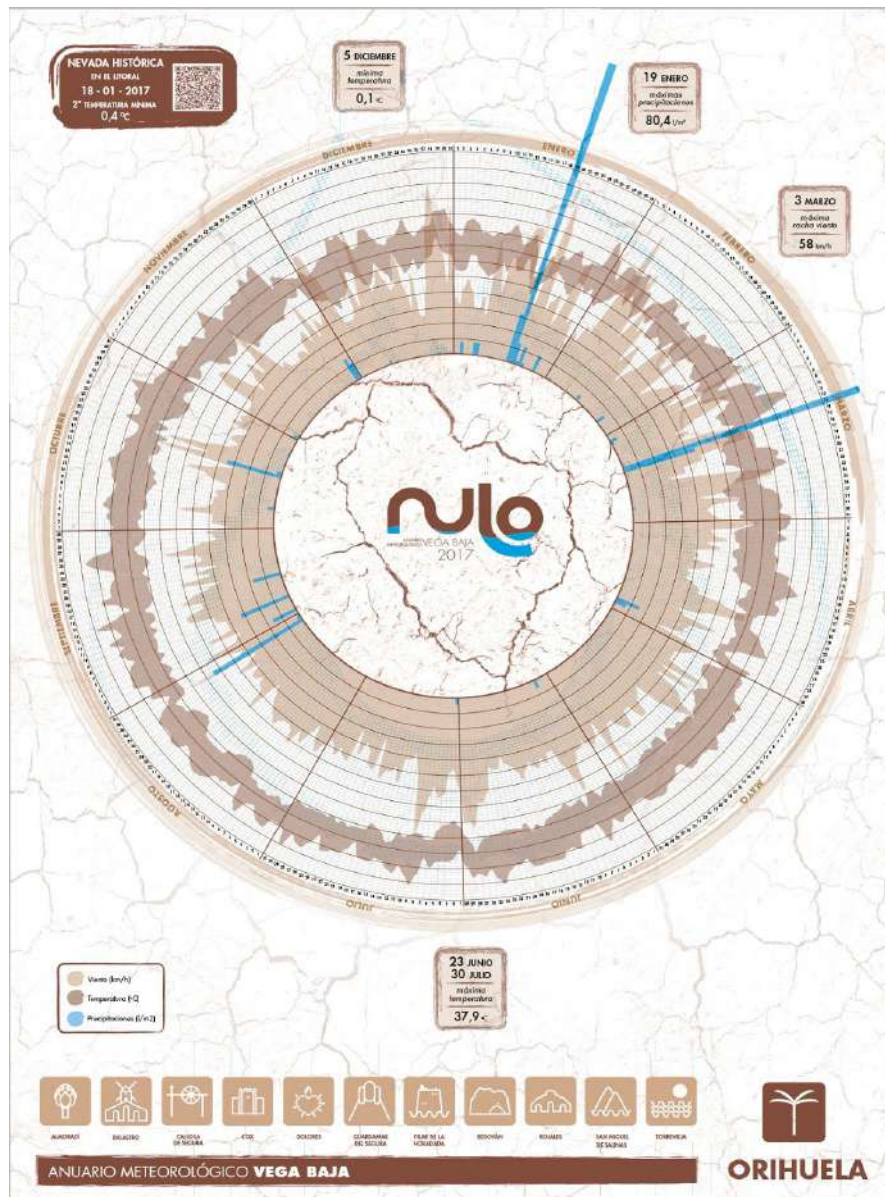 NEVADA HISTÓRICA
EN EL LITORAL
18 - 01 - 2017
2ª TEMPERATURA MÍNIMA
0,4 ºC
5 DICIEMBRE
mínima
temperatura
0,1 ºC
19 ENERO
máximas
precipitaciones
80,4 l/m²
3 MARZO
máxima
racha viento
58 km/h
DICIEMBRE
ENERO
NOVIEMBRE
FEBRERO
OCTUBRE
MARZO
SEPTIEMBRE
ABRIL
AGOSTO
MAYO
JULIO
JUNIO
nulo
VEGA BAJA
2017
23 JUNIO
30 JULIO
máxima
temperatura
37,9 ºC
Viento (km/h)
Temperatura (ºC)
Precipitaciones (l/m2)
ALMORADÍ
BIGASTRO
CALLOSA
DE SEGURA
COX
DOLORES
GUARDAMAR
DEL SEGURA
PILAR DE LA
HORADADA
REDOVÁN
ROJALES
SAN MIGUEL
DE SALINAS
TORREVIEJA
ANUARIO METEOROLÓGICO VEGA BAJA
ORIHUELA